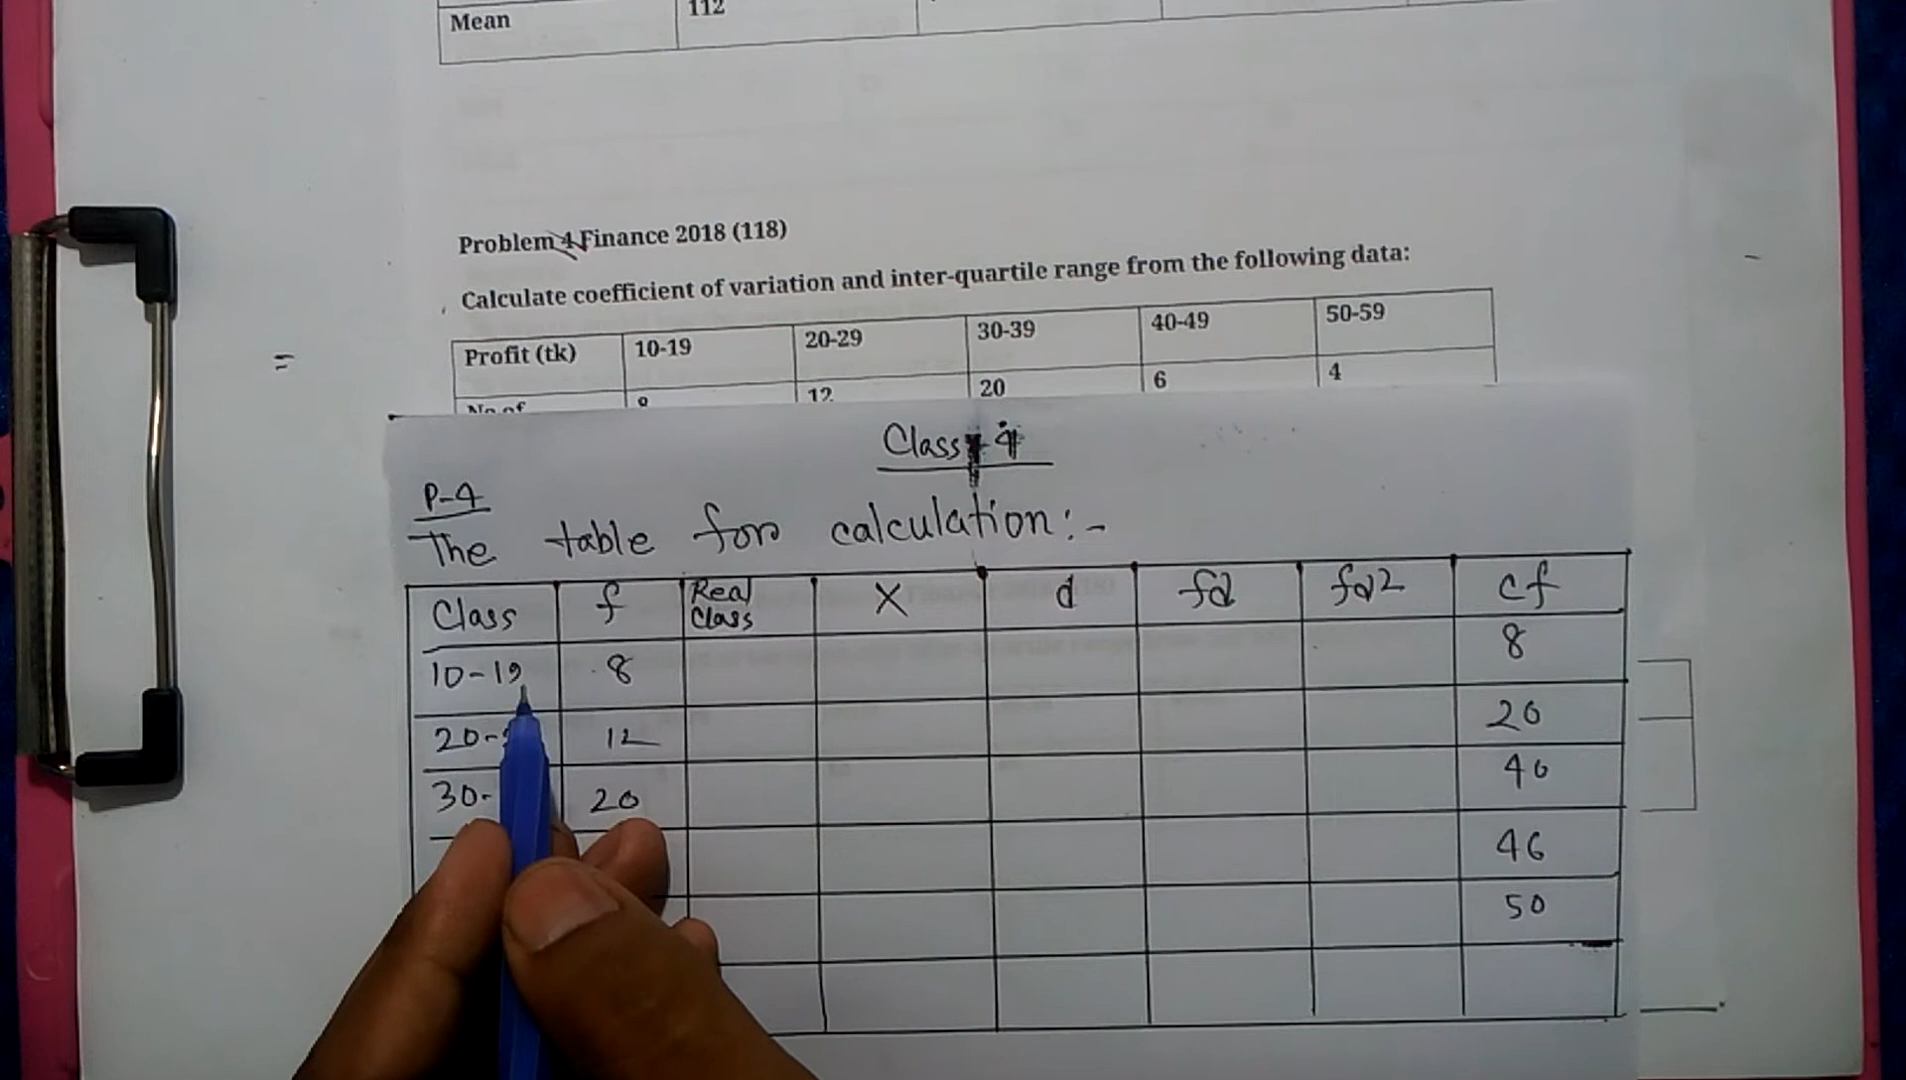 Mean 112
Problem 4 Finance 2018 (118)
Calculate coefficient of variation and inter-quartile range from the following data:
Profit (tk) 10-19 20-29 30-39 40-49 50-59
No of 8 12 20 6 4
Class-4
P-4
The table for calculation:-
Class f Real Class X d fd fd2 cf
10-19 8 8
20- 12 20
30- 20 40
46
50